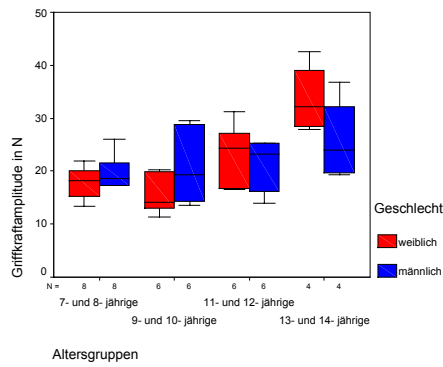 Griffkraftamplitude in N
50
40
30
20
10
0
N = 8 8 6 6 6 6 4 4
7- und 8- jährige 11- und 12- jährige
9- und 10- jährige 13- und 14- jährige
Altersgruppen
Geschlecht
weiblich
männlich